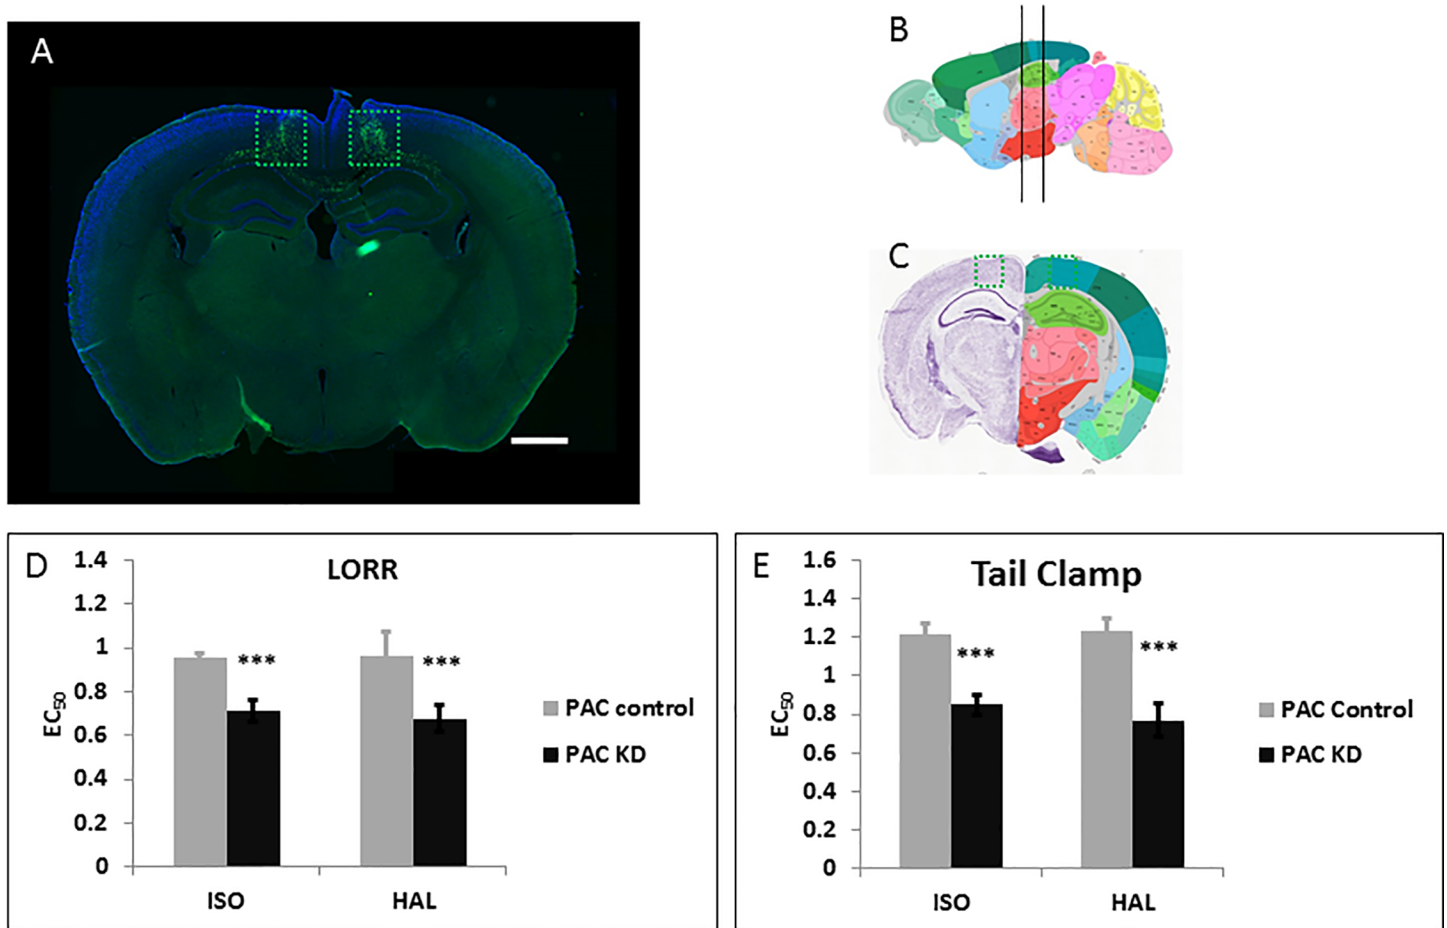 A
B
C
D
LORR
1.4
1.2
1
0.8
0.6
0.4
0.2
0
EC50
***
***
ISO
HAL
PAC control
PAC KD
E
Tail Clamp
1.6
1.4
1.2
1
0.8
0.6
0.4
0.2
0
EC50
***
***
ISO
HAL
PAC Control
PAC KD